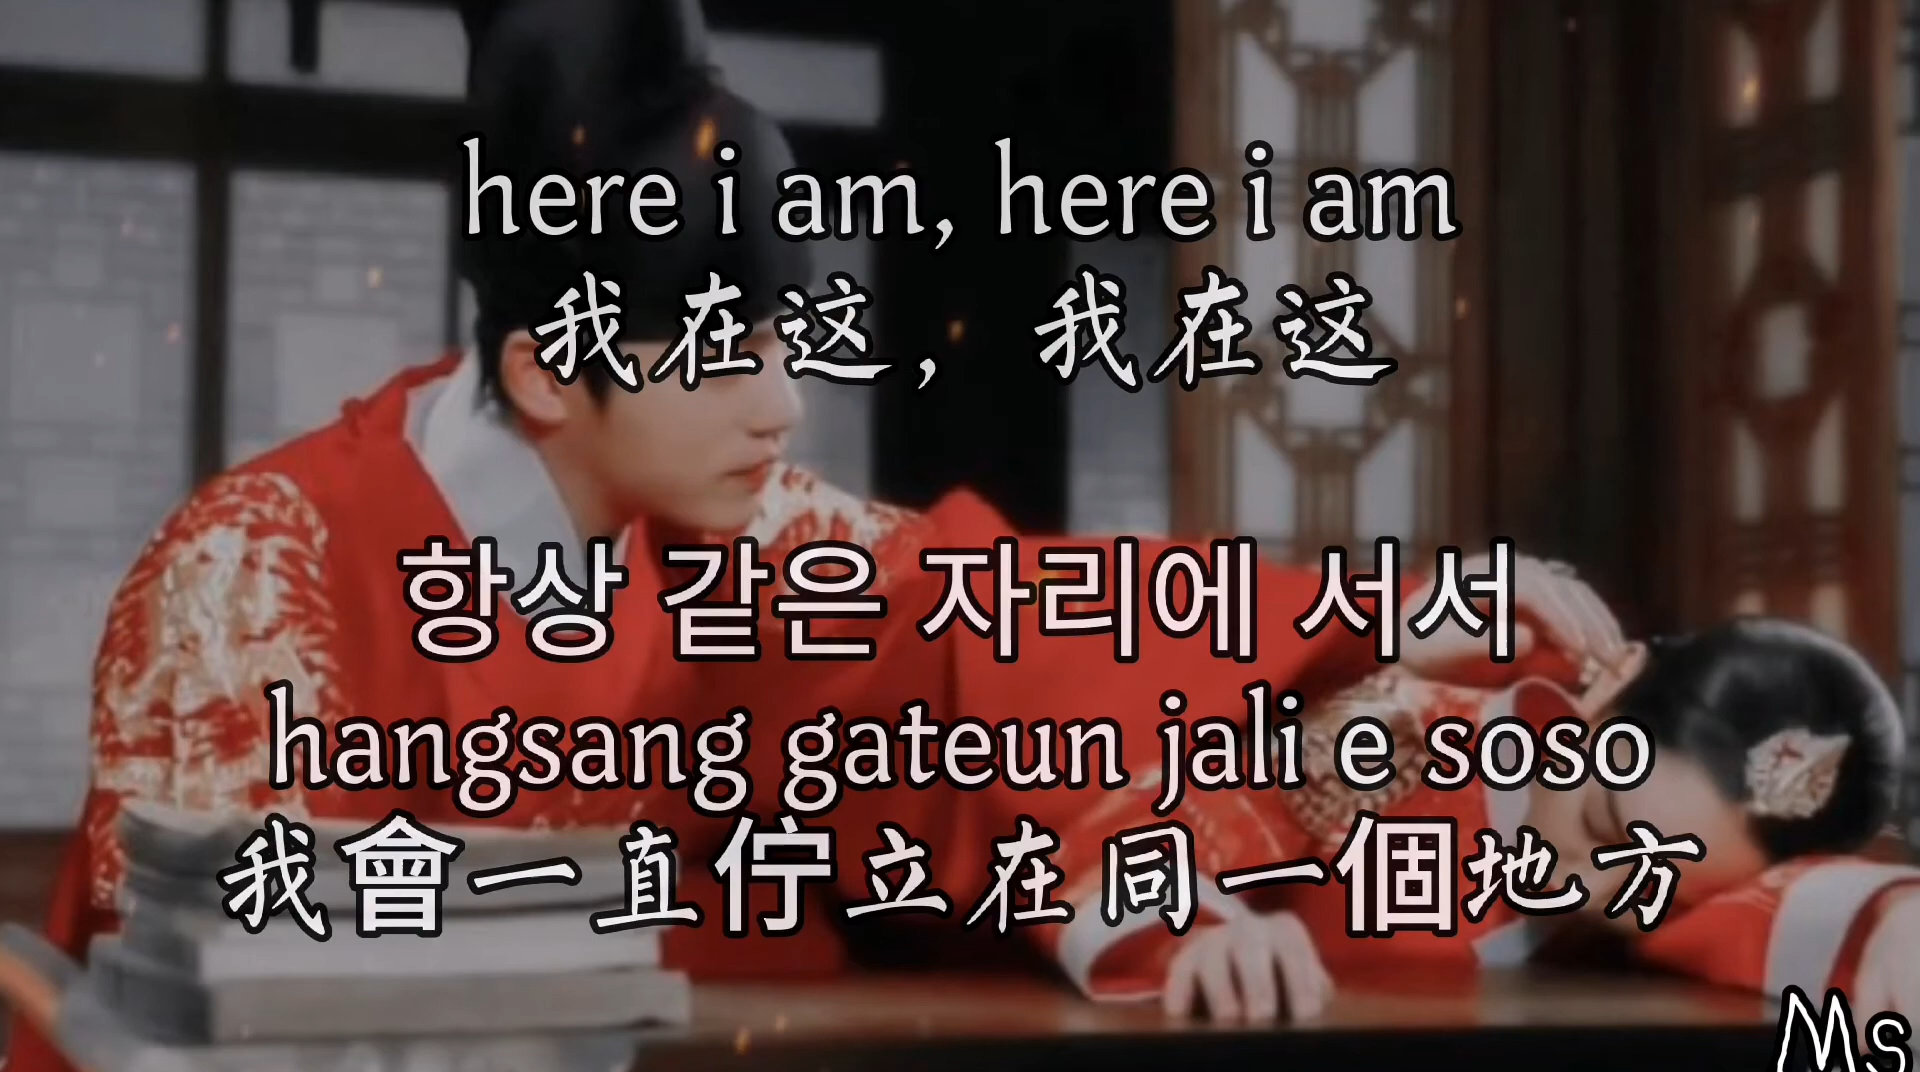 here i am, here i am
我在这，我在这
항상 같은 자리에 서서
hangsang gateun jali e soso
我會一直佇立在同一個地方
Ms